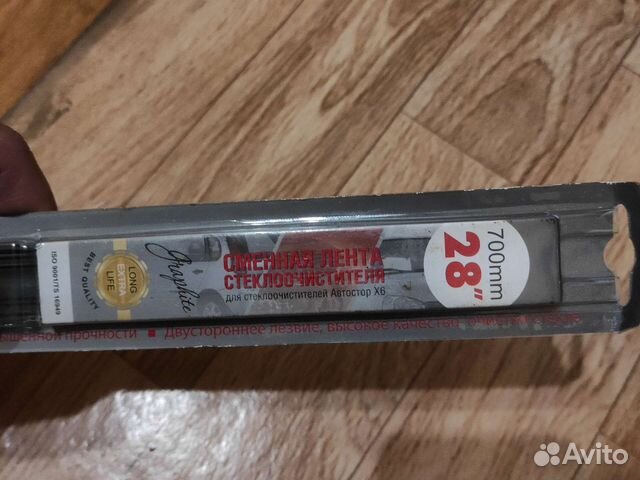 ISO 9001/TS 16949
BEST QUALITY
LONG
EXTRA
LIFE
Graphite
СМЕННАЯ ЛЕНТА
СТЕКЛООЧИСТИТЕЛЯ
для стеклоочистителей Автостор X6
700mm
28"
прочности • Двустороннее лезвие, высокое качество,
Avito